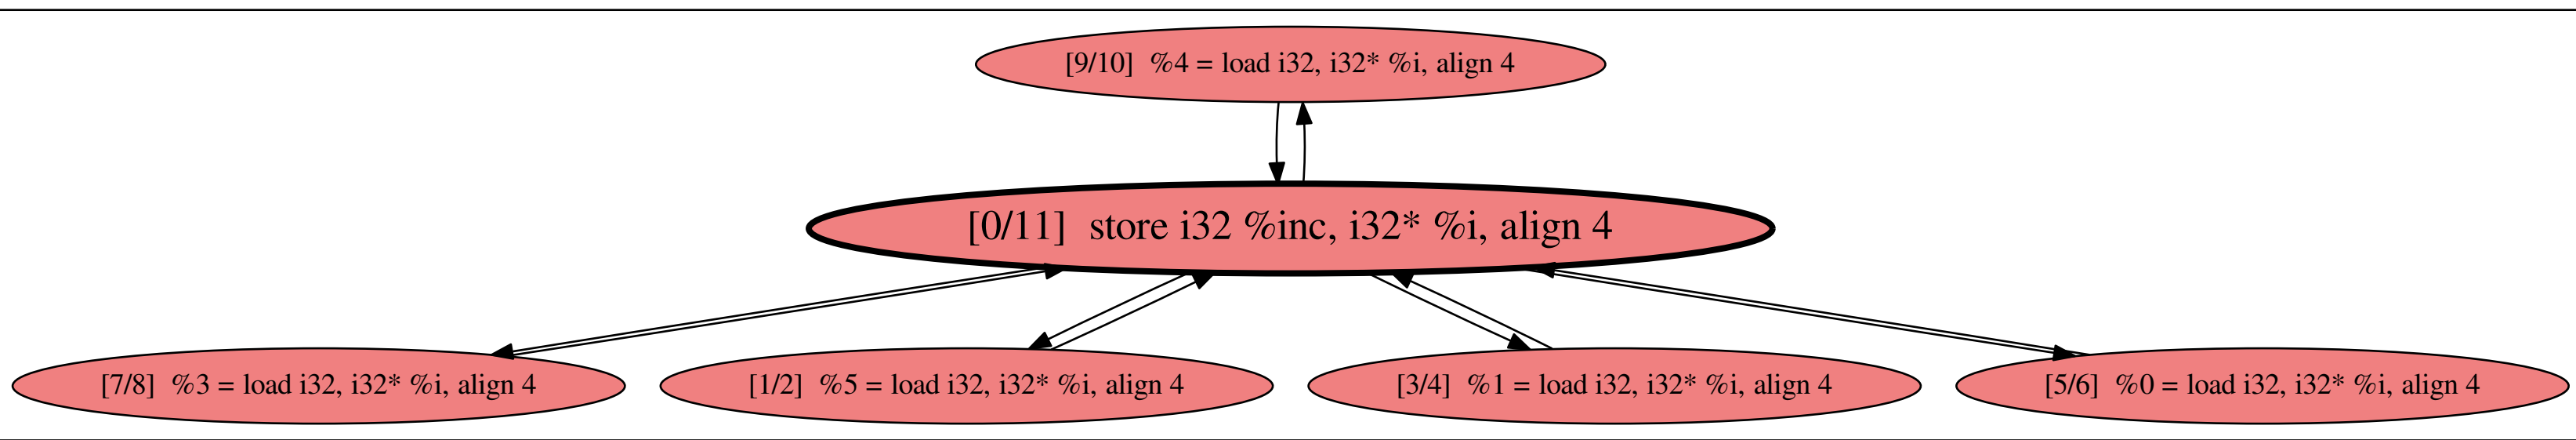 [9/10]  %4 = load i32, i32* %i, align 4
[0/11]  store i32 %inc, i32* %i, align 4
[7/8]  %3 = load i32, i32* %i, align 4
[1/2]  %5 = load i32, i32* %i, align 4
[3/4]  %1 = load i32, i32* %i, align 4
[5/6]  %0 = load i32, i32* %i, align 4